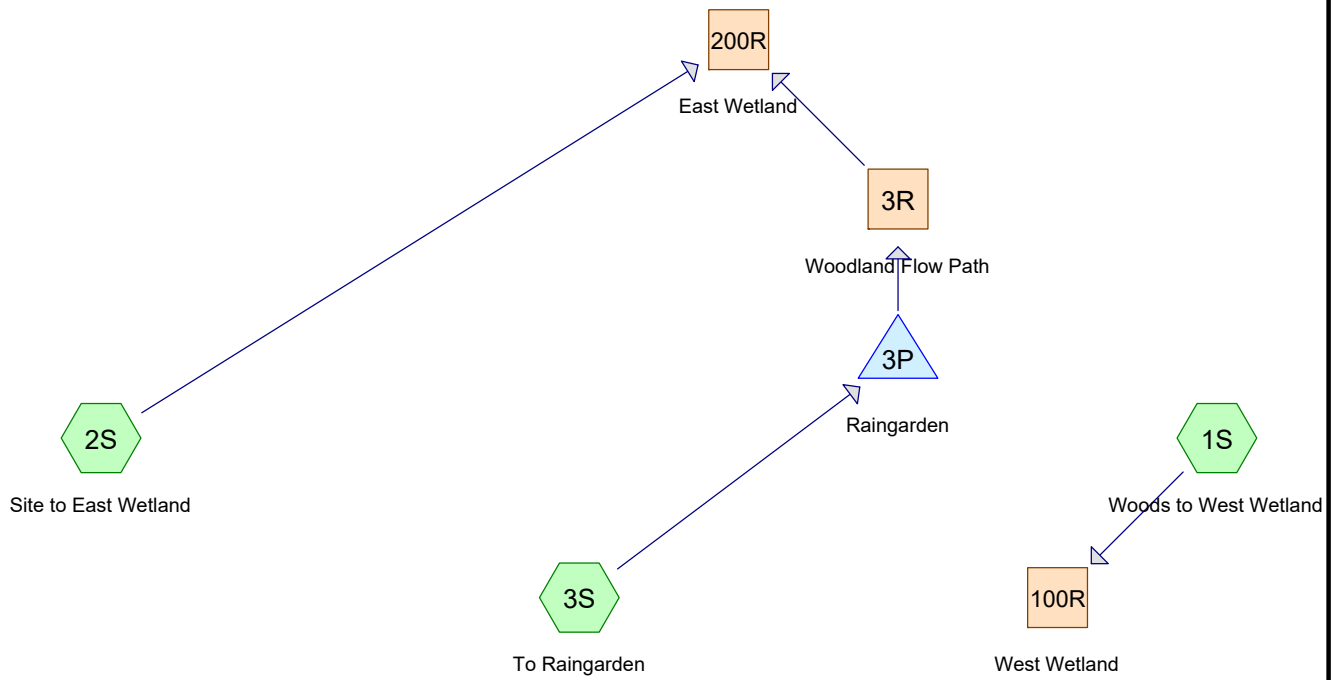 200R
East Wetland
3R
Woodland Flow Path
3P
Raingarden
2S
Site to East Wetland
1S
Woods to West Wetland
3S
To Raingarden
100R
West Wetland